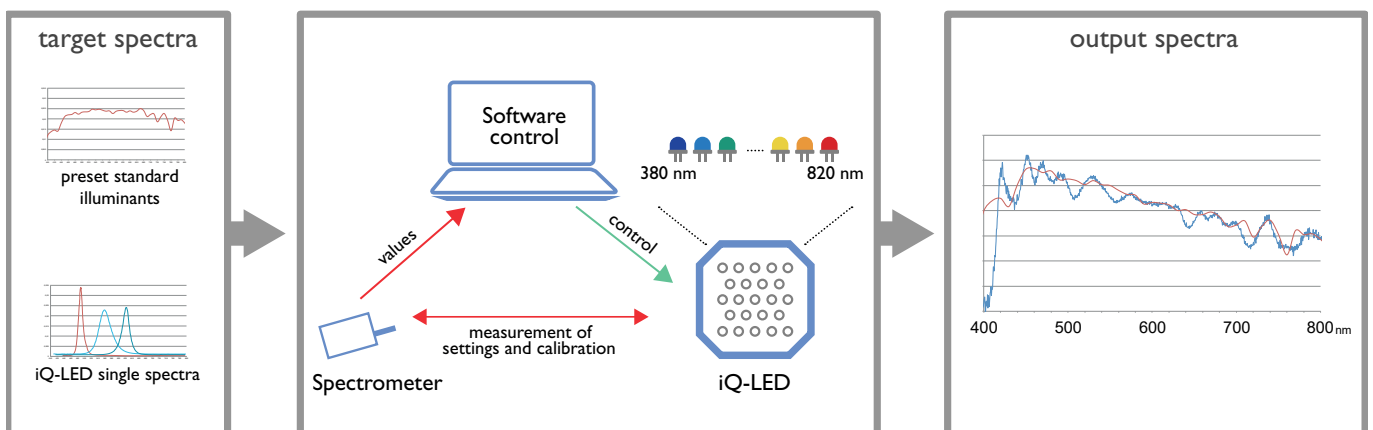 target spectra
preset standard
illuminants
iQ-LED single spectra
Software
control
380 nm
.....
820 nm
values
control
measurement of
settings and calibration
Spectrometer
iQ-LED
output spectra
400
500
600
700
800 nm